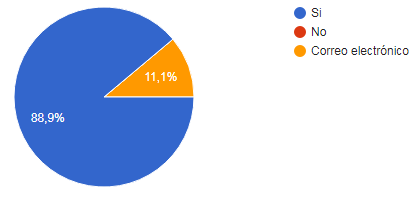 Si
No
Correo electrónico
11,1%
88,9%